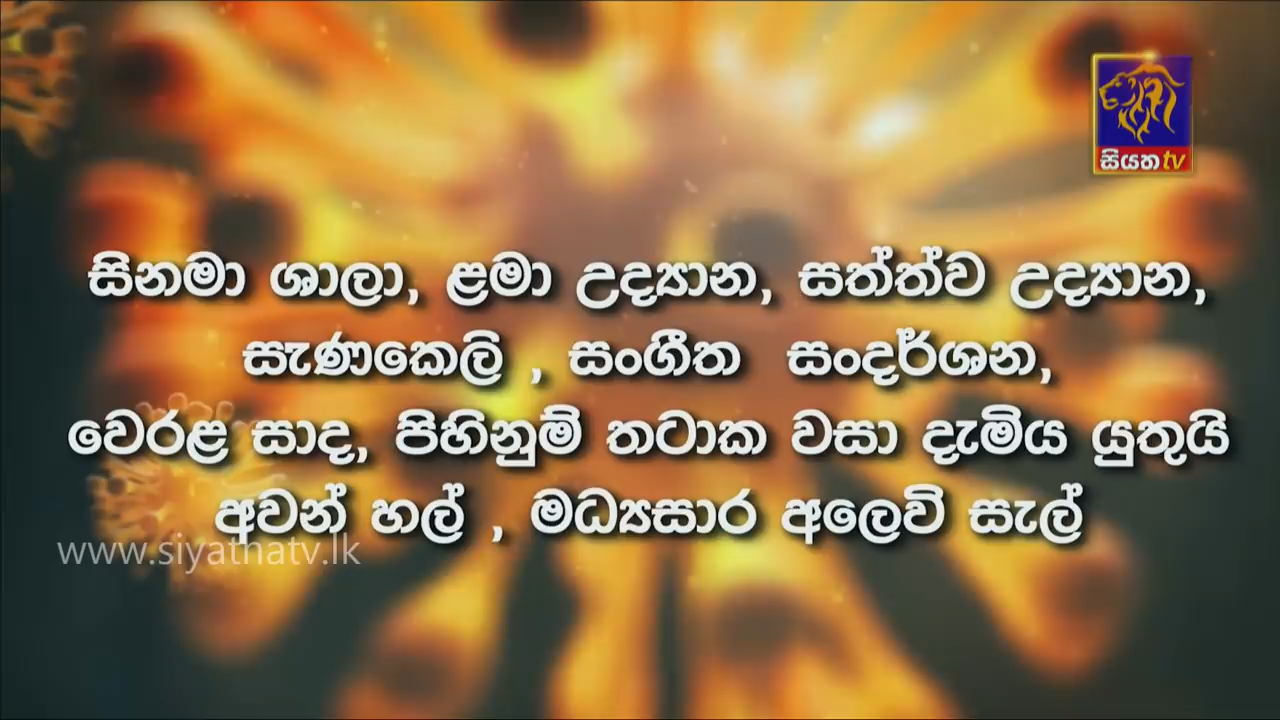 සියත tv
සිනමා ශාලා, ළමා උද්‍යාන, සත්ත්ව උද්‍යාන,
සැණකෙලි , සංගීත සංදර්ශන,
වෙරළ සාද, පිහිනුම් තටාක වසා දැමිය යුතුයි
අවන් හල් , මධ්‍යසාර අලෙවි සැල්
www.siyathatv.lk